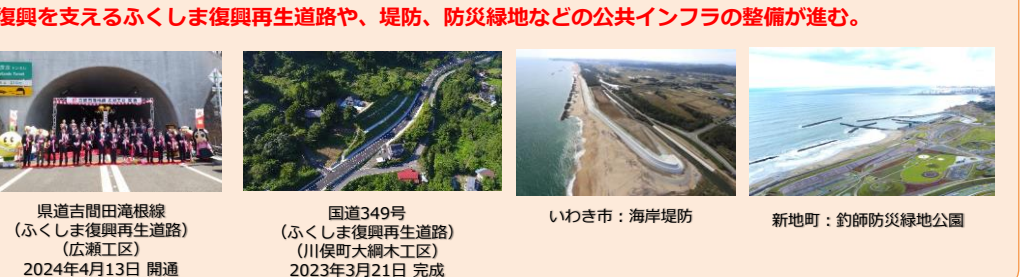 復興を支えるふくしま復興再生道路や、堤防、防災緑地などの公共インフラの整備が進む。
県道吉間田滝根線
（ふくしま復興再生道路）
（広瀬工区）
2024年4月13日 開通
国道349号
（ふくしま復興再生道路）
（川俣町大綱木工区）
2023年3月21日 完成
いわき市：海岸堤防
新地町：釣師防災緑地公園